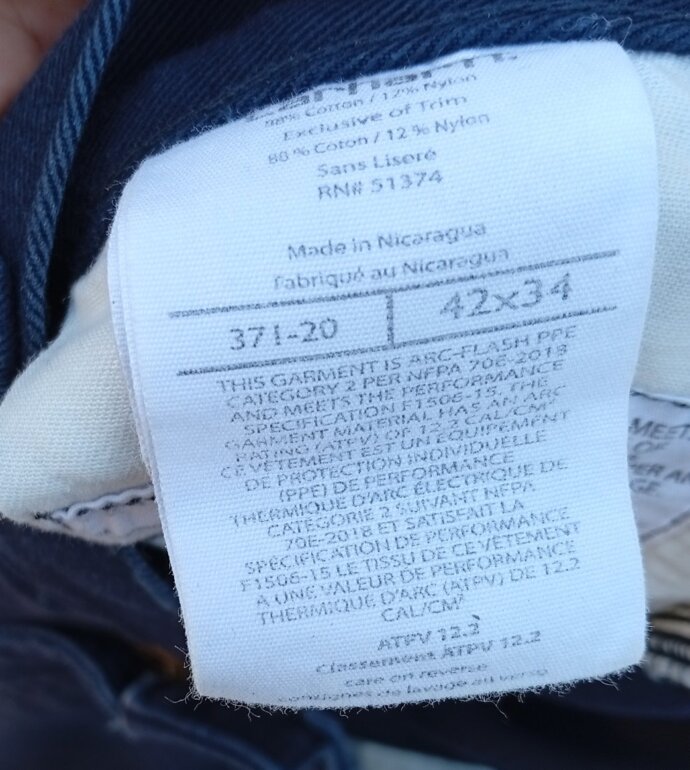 Carhartt.
88% Cotton / 12% Nylon
Exclusive of Trim
88 % Coton / 12 % Nylon
Sans Liseré
RN# 51374
Made in Nicaragua
Fabriqué au Nicaragua
371-20
42x34
THIS GARMENT IS ARC-FLASH PPE
CATEGORY 2 PER NFPA 70E-2018
AND MEETS THE PERFORMANCE
SPECIFICATION F1506-15. THE
GARMENT MATERIAL HAS AN ARC
RATING (ATPV) OF 12.2 CAL/CM²
CE VÊTEMENT EST UN ÉQUIPEMENT
DE PROTECTION INDIVIDUELLE
(PPE) DE PERFORMANCE
THERMIQUE D'ARC ÉLECTRIQUE DE
CATÉGORIE 2 SUIVANT NFPA
70E-2018 ET SATISFAIT LA
SPÉCIFICATION DE PERFORMANCE
F1506-15 LE TISSU DE CE VÊTEMENT
A UNE VALEUR DE PERFORMANCE
THERMIQUE D'ARC (ATPV) DE 12.2
CAL/CM²
ATPV 12.2
Classement ATPV 12.2
care on reverse
consignes de lavage au verso